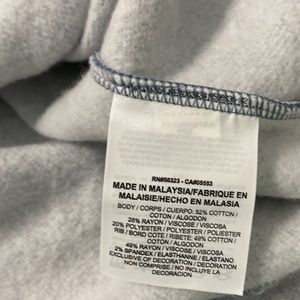 RN#56323 - CA#05553
MADE IN MALAYSIA/FABRIQUE EN
MALAISIE/HECHO EN MALASIA
BODY / CORPS / CUERPO: 52% COTTON /
COTON / ALGODON
28% RAYON / VISCOSE / VISCOSA
20% POLYESTER / POLYESTER / POLIESTER
RIB / BORD COTE / RIBETE: 49% COTTON /
COTON / ALGODON
49% RAYON / VISCOSE / VISCOSA
2% SPANDEX / ELASTHANNE / ELASTANO
EXCLUSIVE OF DECORATION / DECORATION
NON COMPRISE / NO INCLUYE LA
DECORACION